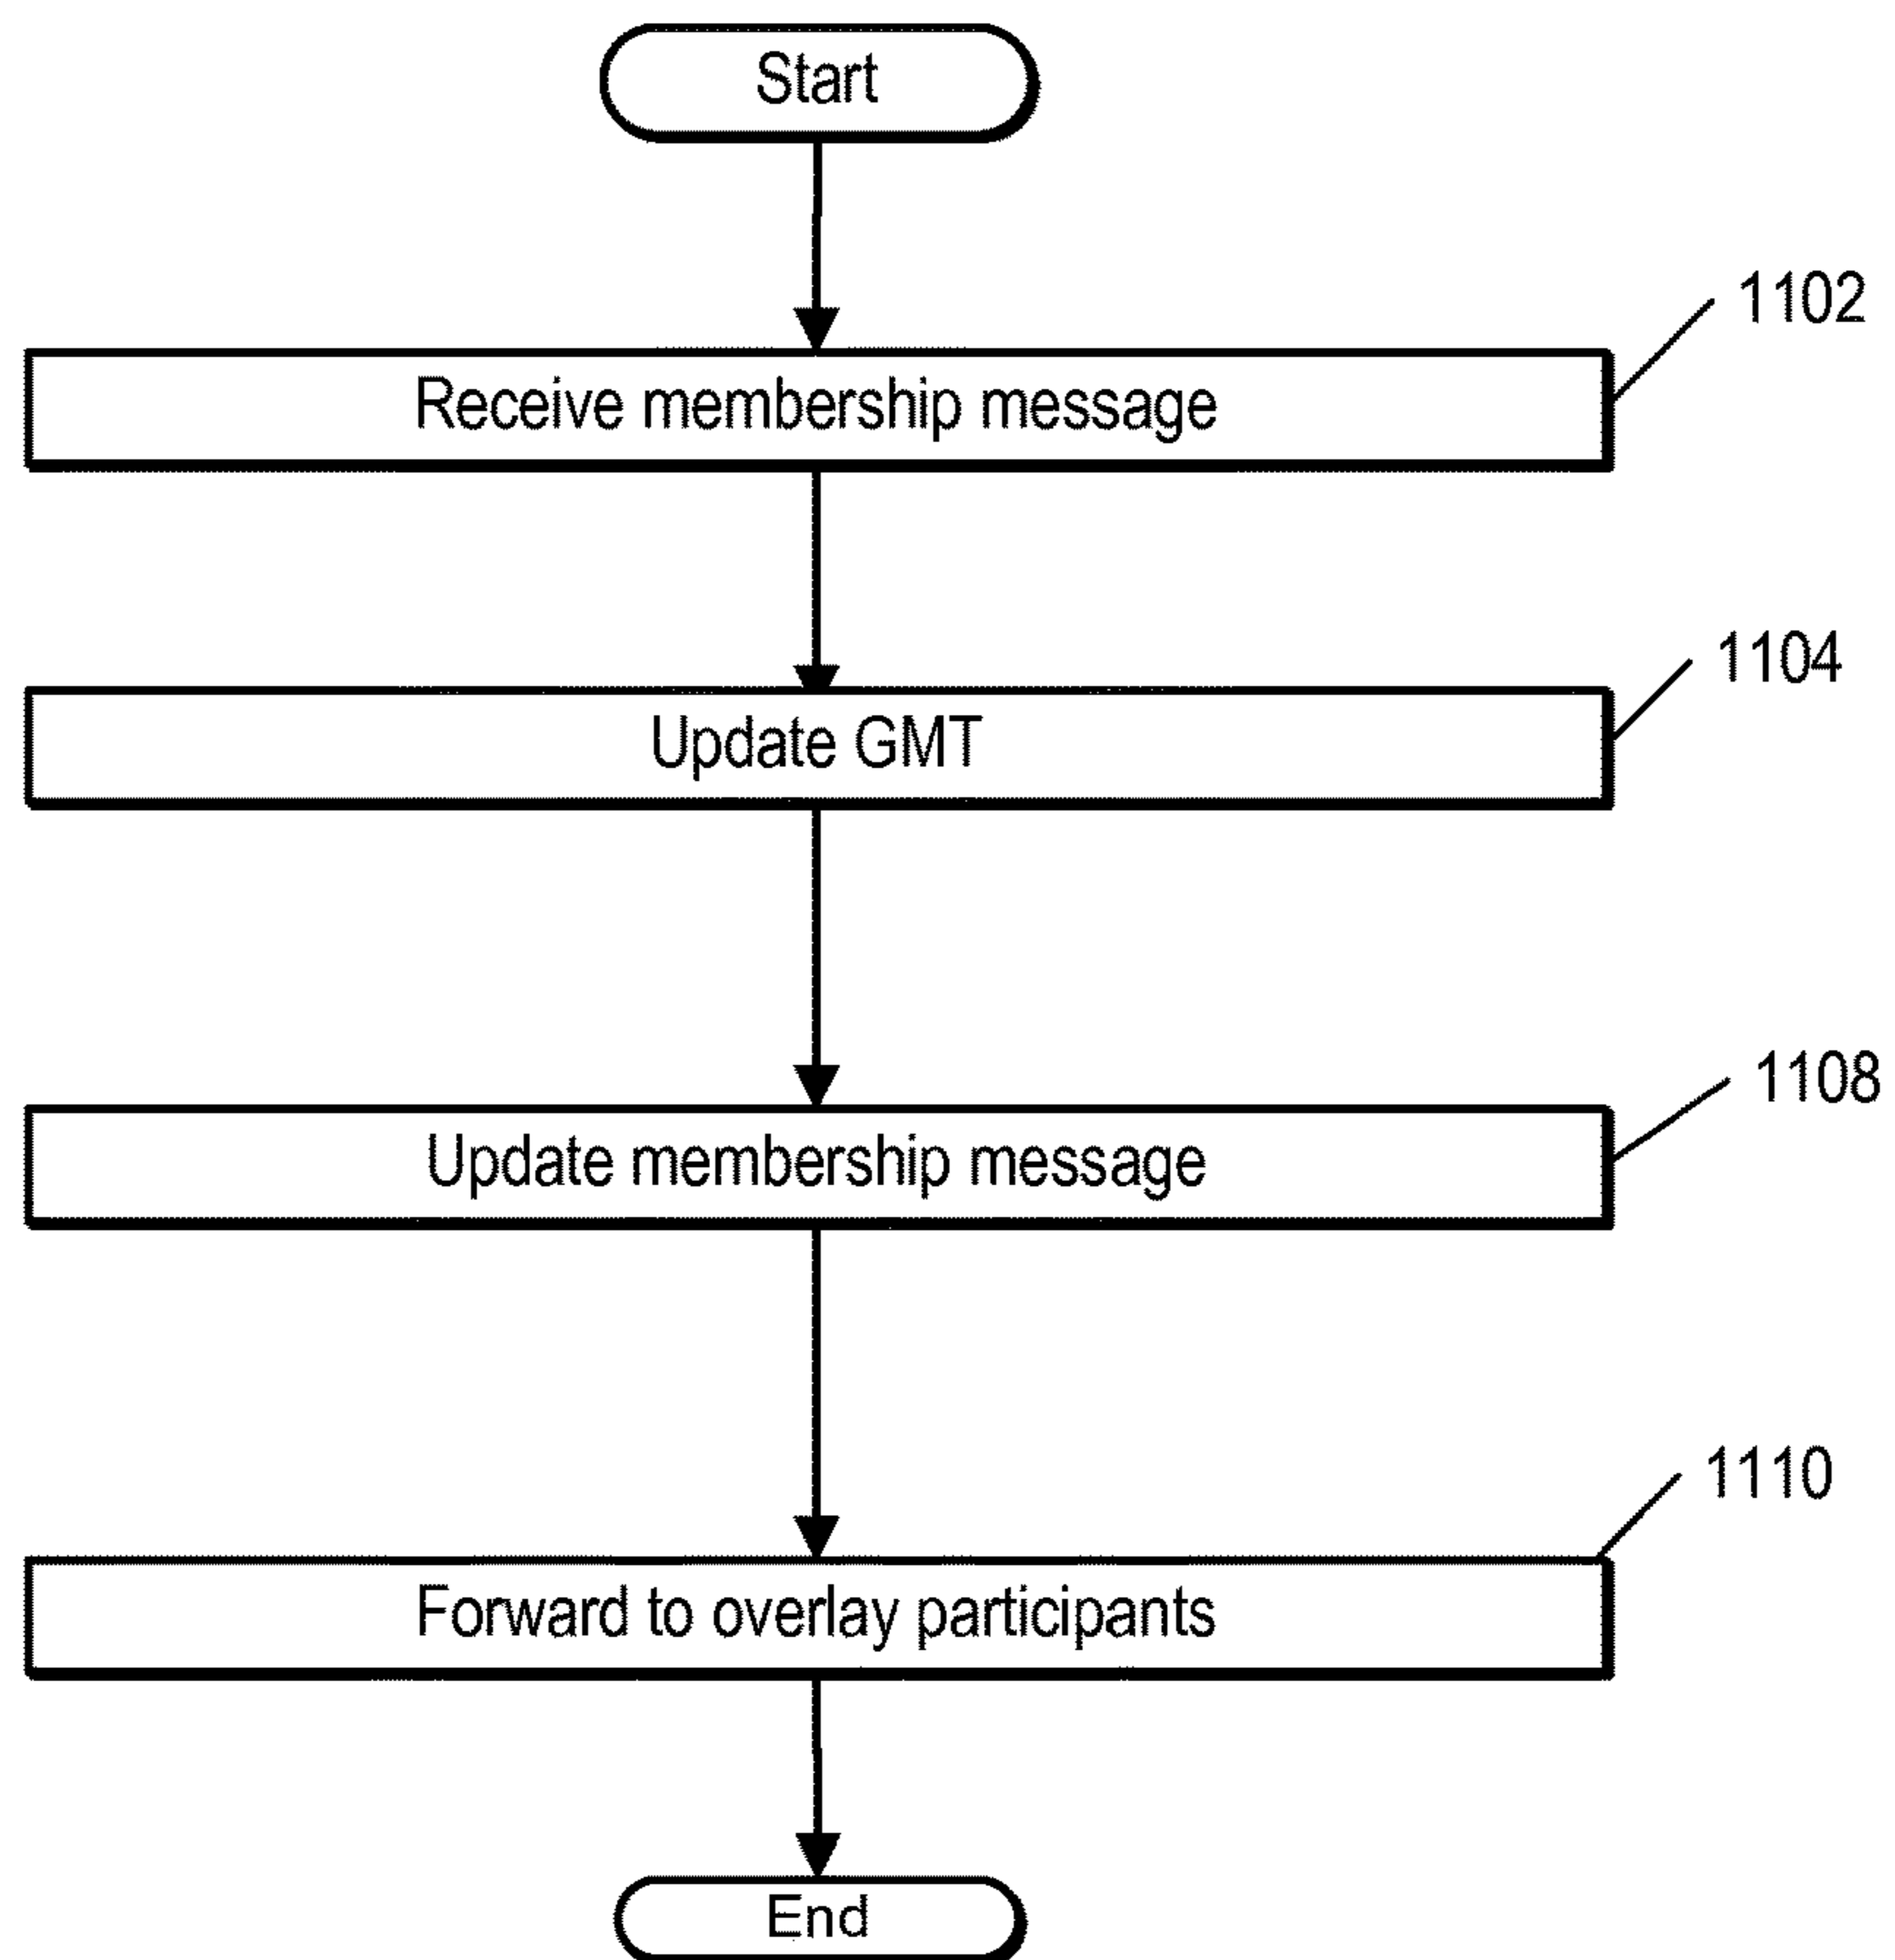 Start
1102
Receive membership message
1104
Update GMT
1108
Update membership message
1110
Forward to overlay participants
End